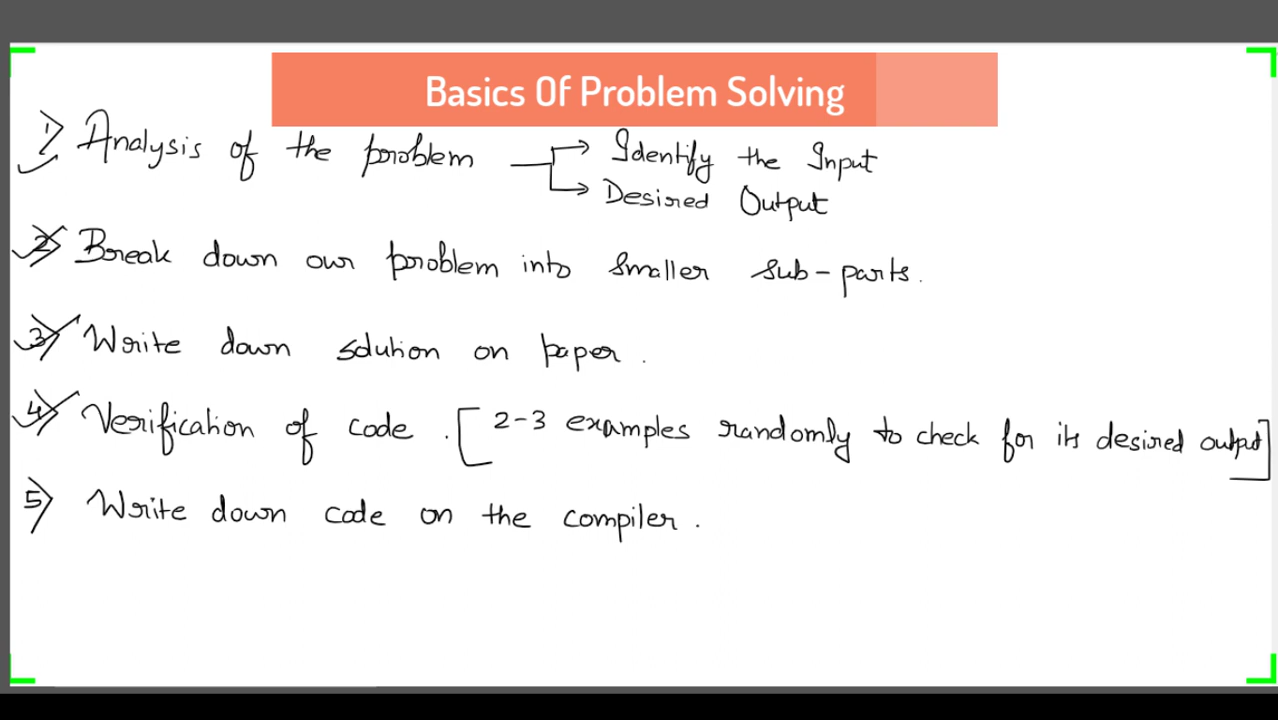 Basics Of Problem Solving
1) Analysis of the problem → Identify the Input
→ Desired Output
2) Break down our problem into smaller sub-parts.
3) Write down solution on paper.
4) Verification of code. [2-3 examples randomly to check for its desired output]
5) Write down code on the compiler.